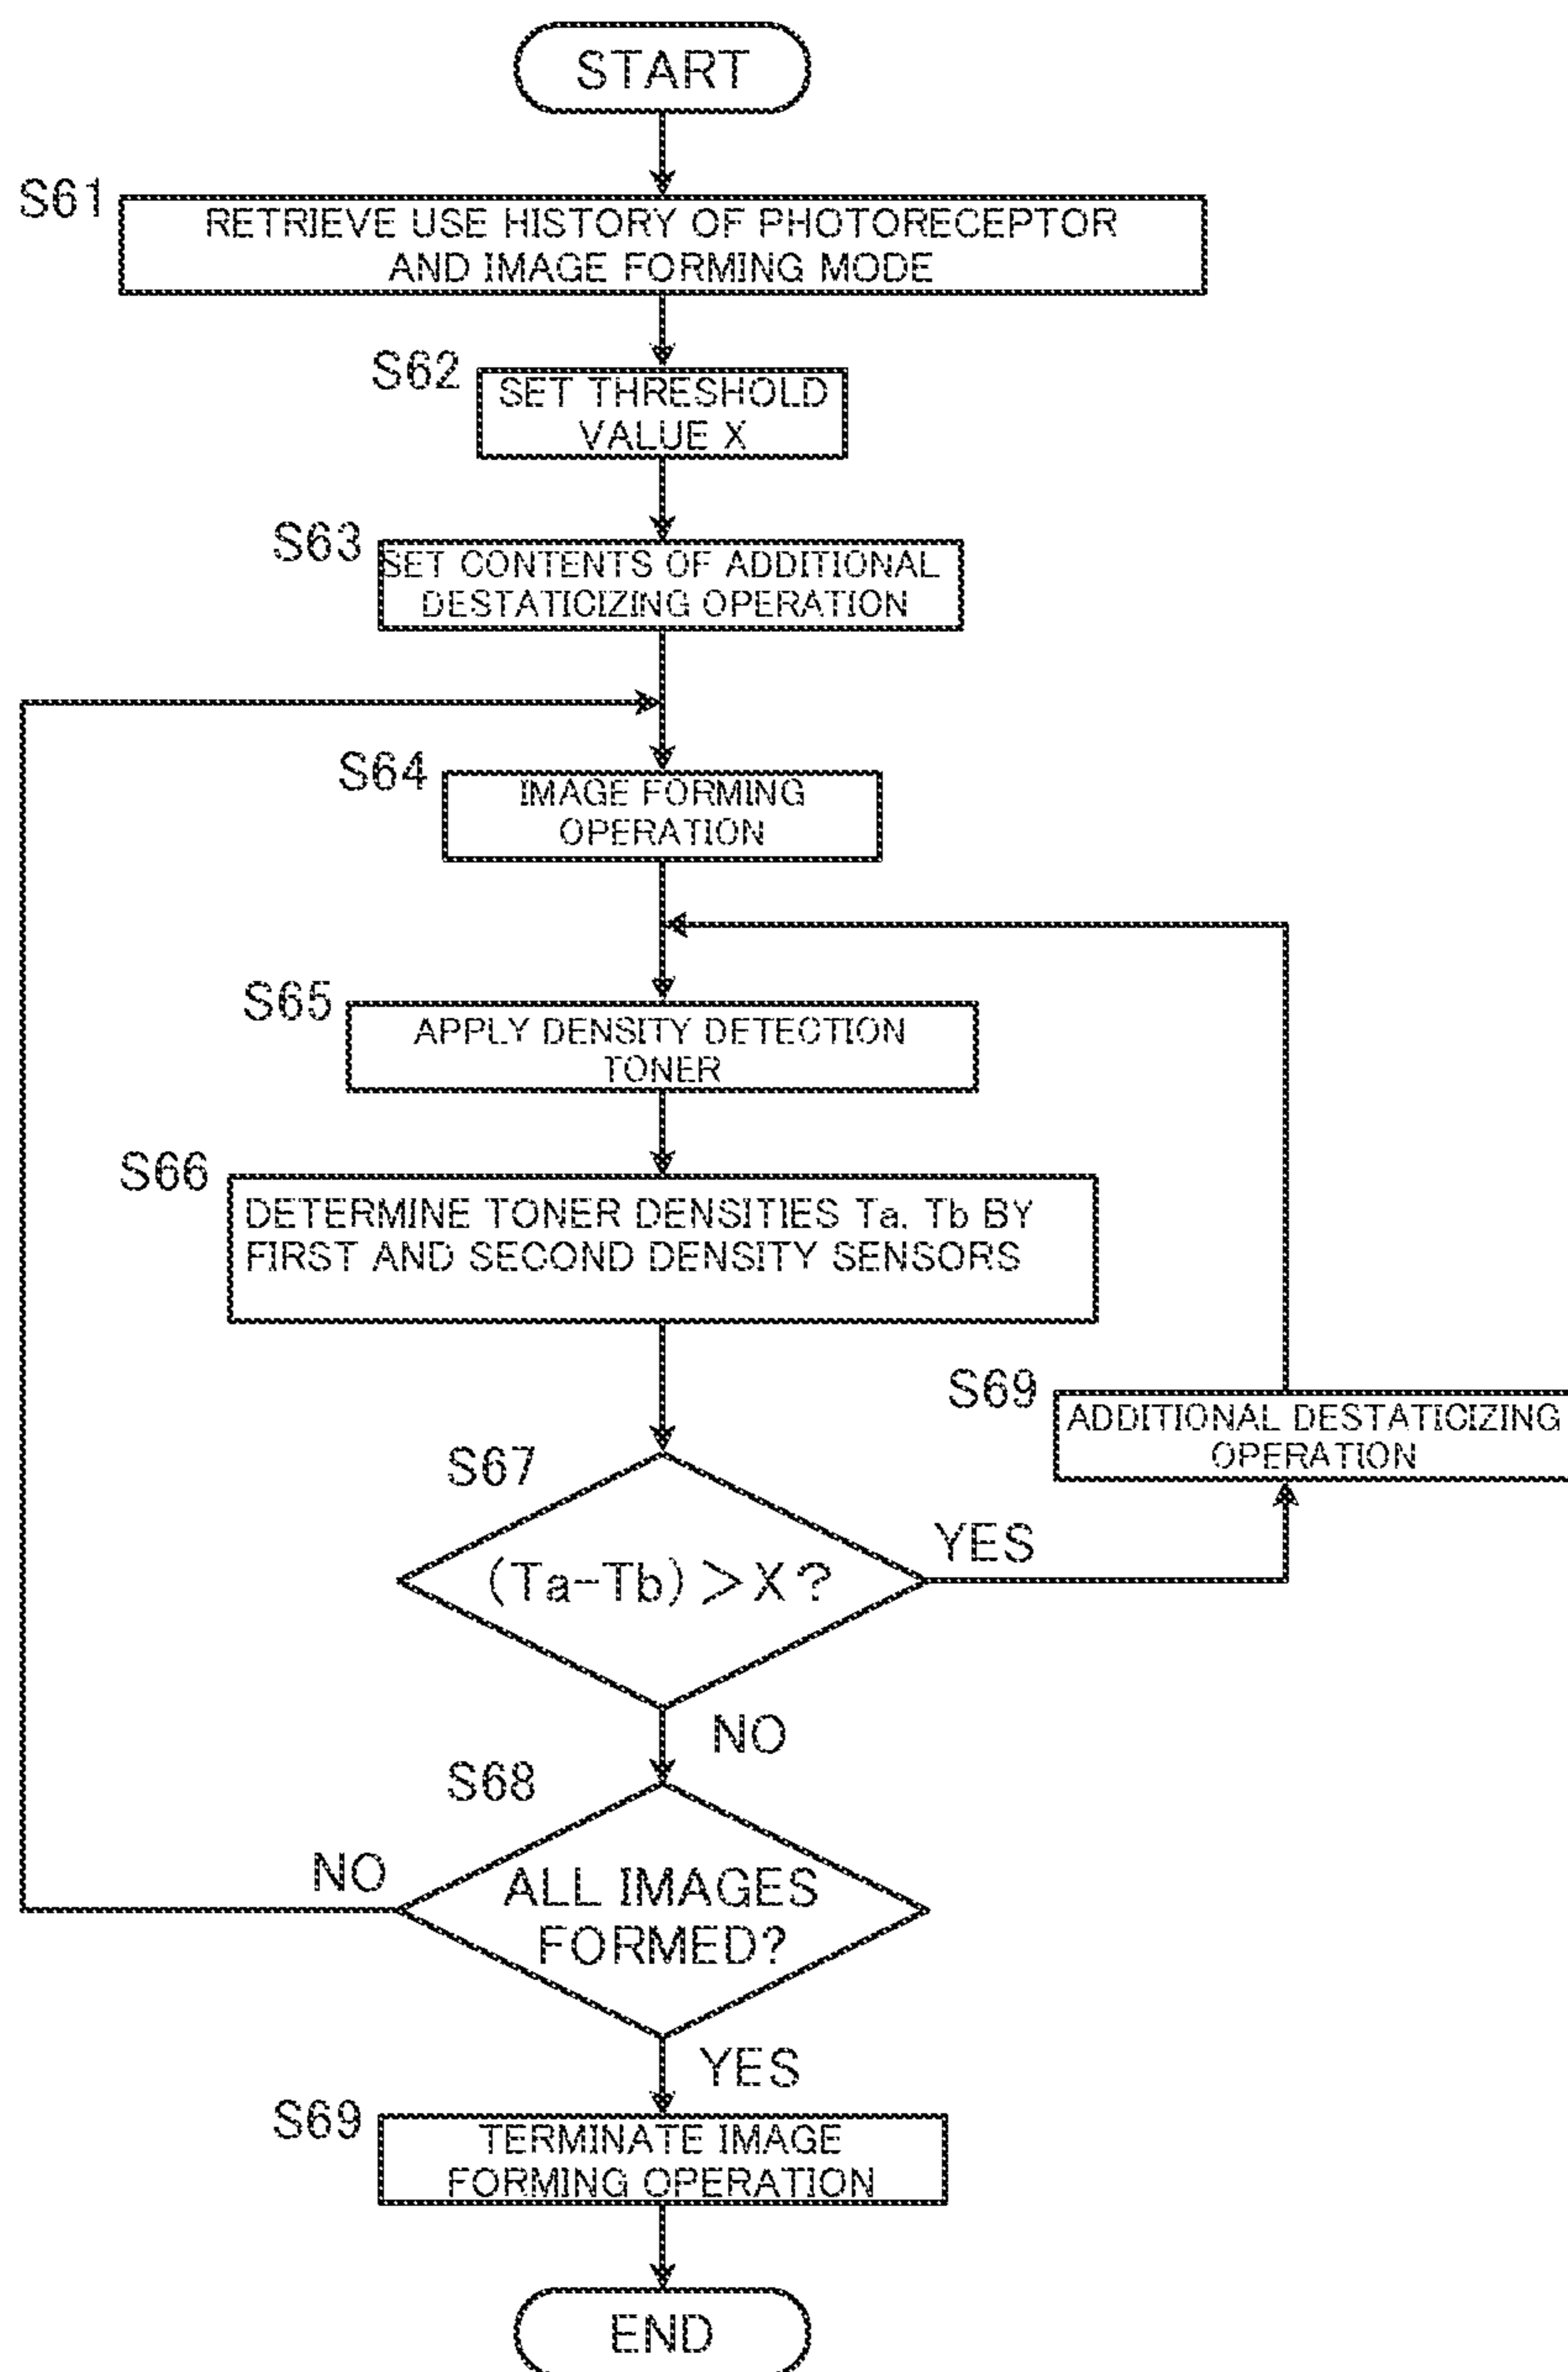 START
S61
RETRIEVE USE HISTORY OF PHOTORECEPTOR
AND IMAGE FORMING MODE
S62
SET THRESHOLD
VALUE X
S63
SET CONTENTS OF ADDITIONAL
DESTATICIZING OPERATION
S64
IMAGE FORMING
OPERATION
S65
APPLY DENSITY DETECTION
TONER
S66
DETERMINE TONER DENSITIES Ta, Tb BY
FIRST AND SECOND DENSITY SENSORS
S69
ADDITIONAL DESTATICIZING
OPERATION
S67
(Ta-Tb)>X?
YES
NO
S68
ALL IMAGES
FORMED?
NO
YES
S69
TERMINATE IMAGE
FORMING OPERATION
END